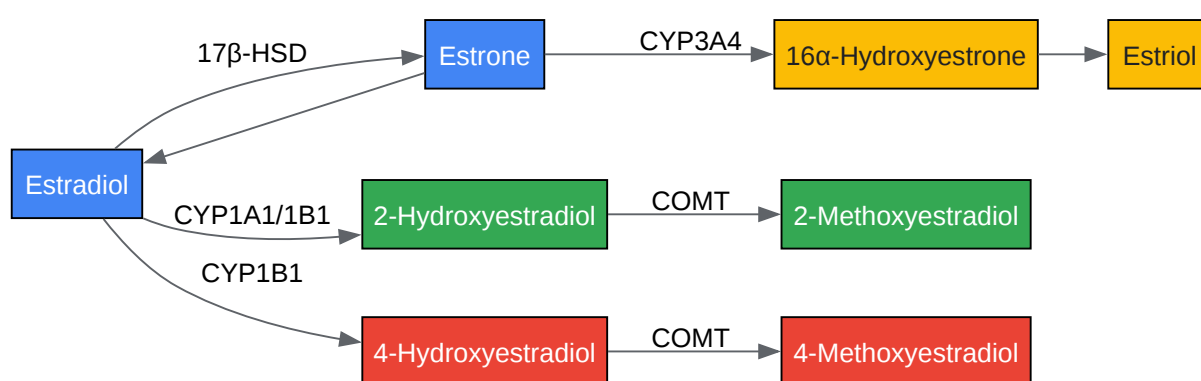 17β-HSD
Estrone
CYP3A4
16α-Hydroxyestrone
Estriol
Estradiol
CYP1A1/1B1
2-Hydroxyestradiol
COMT
2-Methoxyestradiol
CYP1B1
4-Hydroxyestradiol
COMT
4-Methoxyestradiol